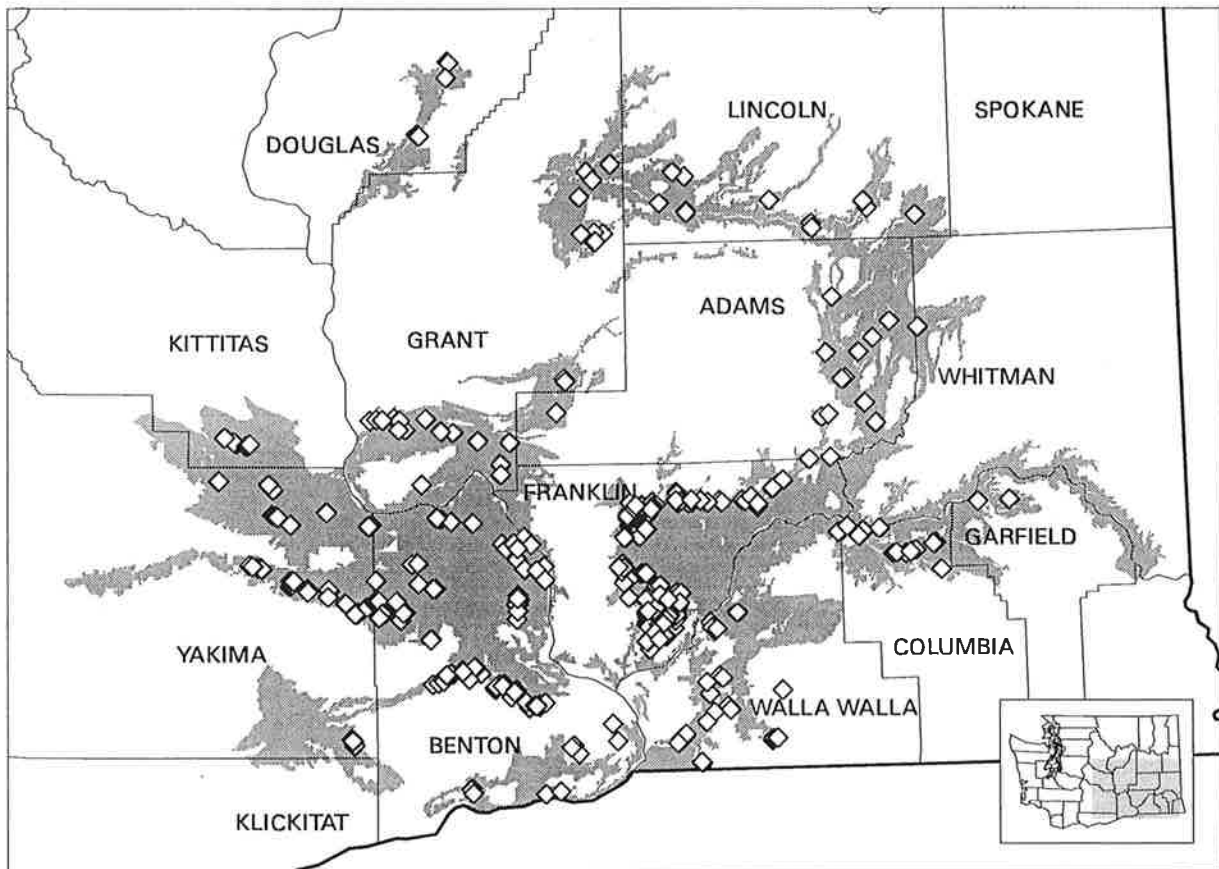 LINCOLN
SPOKANE
DOUGLAS
ADAMS
KITTITAS
GRANT
WHITMAN
FRANKLIN
GARFIELD
YAKIMA
COLUMBIA
WALLA WALLA
BENTON
KLICKITAT